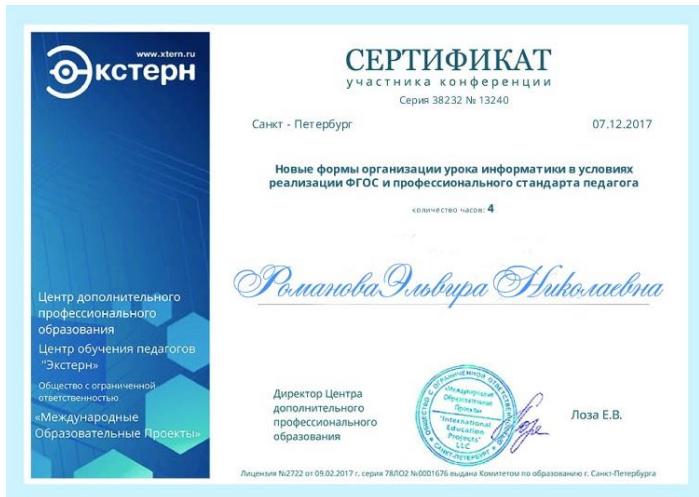 www.xtern.ru
Экстерн
СЕРТИФИКАТ
участника конференции
Серия 38232 № 13240
Санкт - Петербург
07.12.2017
Новые формы организации урока информатики в условиях
реализации ФГОС и профессионального стандарта педагога
количество часов: 4
Романова Эльвира Николаевна
Центр дополнительного
профессионального
образования
Центр обучения педагогов
"Экстерн»
Общество с ограниченной
ответственностью
«Международные
Образовательные Проекты»
Директор Центра
дополнительного
профессионального
образования
«Международные
Образовательные
Проекты»
"International
Education
Projects"
LLC
САНКТ-ПЕТЕРБУРГ
Лоза Е.В.
Лицензия №2722 от 09.02.2017 г. серия 78ЛО2 №0001676 выдана Комитетом по образованию г. Санкт-Петербурга